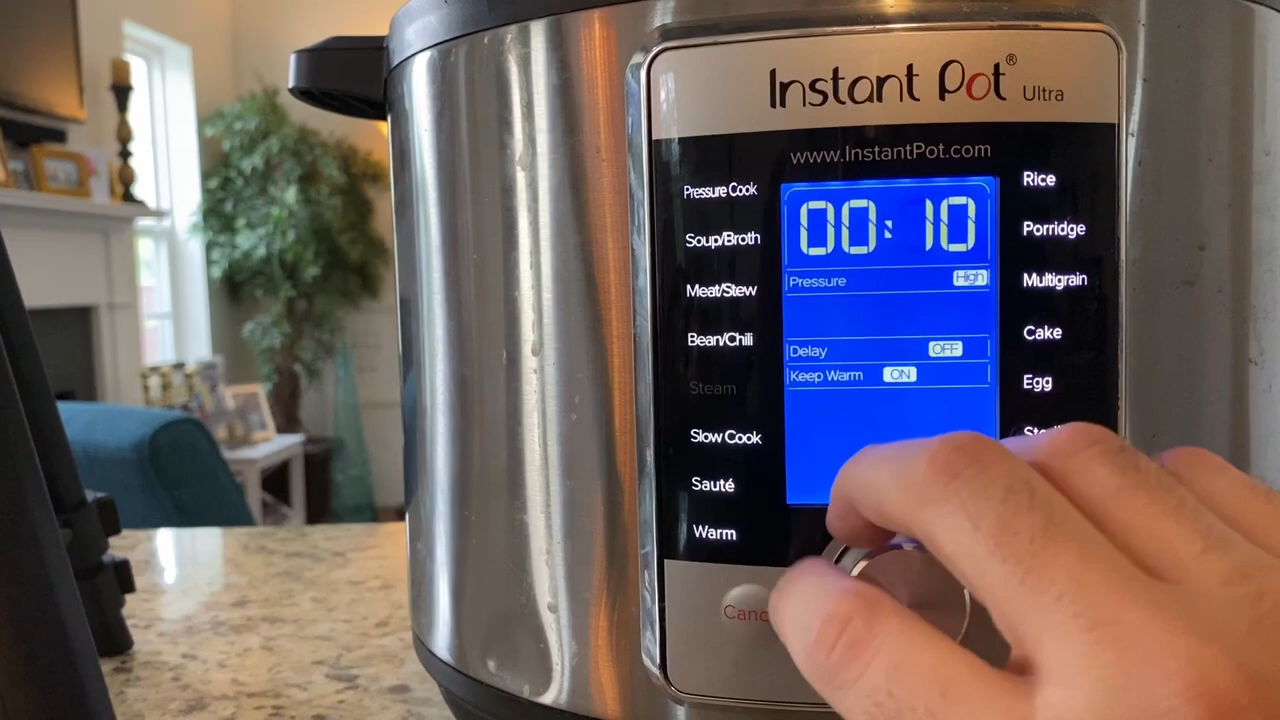 Instant Pot® Ultra
www.InstantPot.com
Pressure Cook
Soup/Broth
Meat/Stew
Bean/Chili
Steam
Slow Cook
Sauté
Warm
00:10
Pressure High
Delay OFF
Keep Warm ON
Rice
Porridge
Multigrain
Cake
Egg